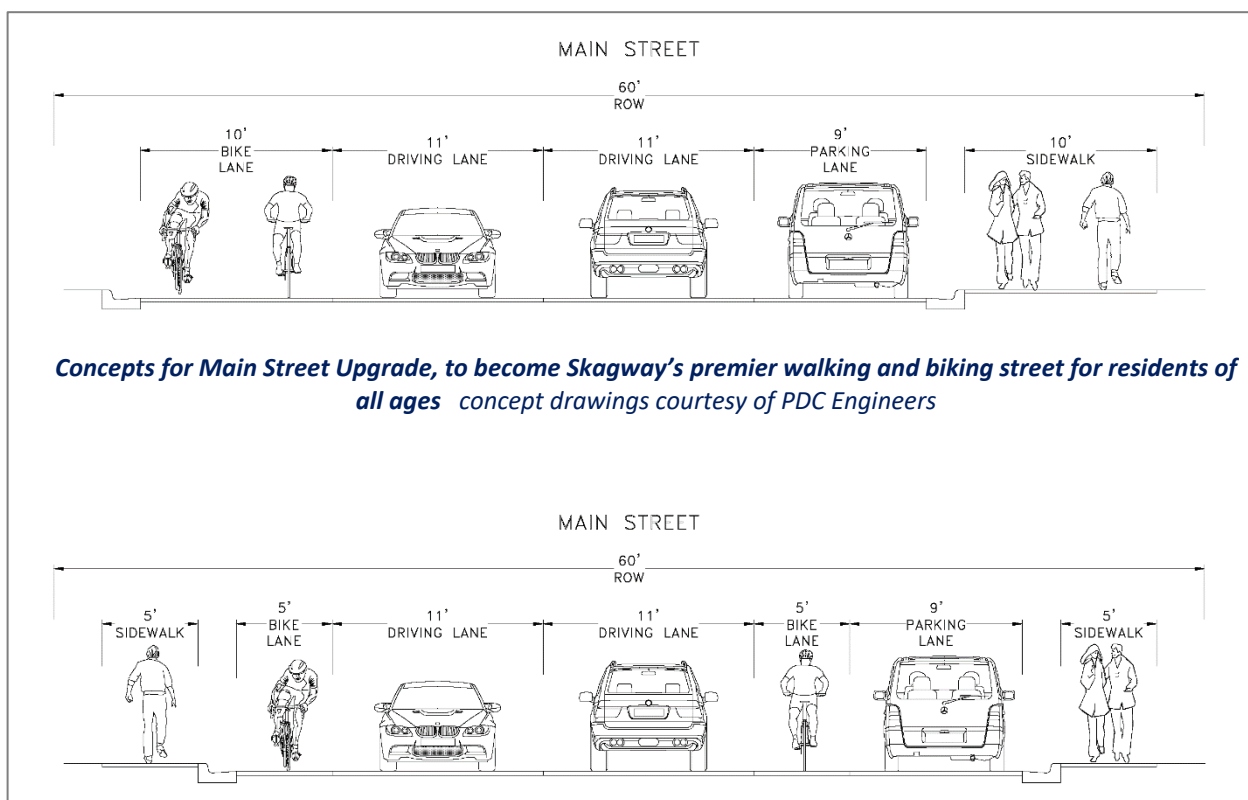 MAIN STREET
60'
ROW
10'
BIKE
LANE
11'
DRIVING LANE
11'
DRIVING LANE
9'
PARKING
LANE
10'
SIDEWALK
Concepts for Main Street Upgrade, to become Skagway’s premier walking and biking street for residents of
all ages concept drawings courtesy of PDC Engineers
MAIN STREET
60'
ROW
5'
SIDEWALK
5'
BIKE
LANE
11'
DRIVING LANE
11'
DRIVING LANE
5'
BIKE
LANE
9'
PARKING
LANE
5'
SIDEWALK